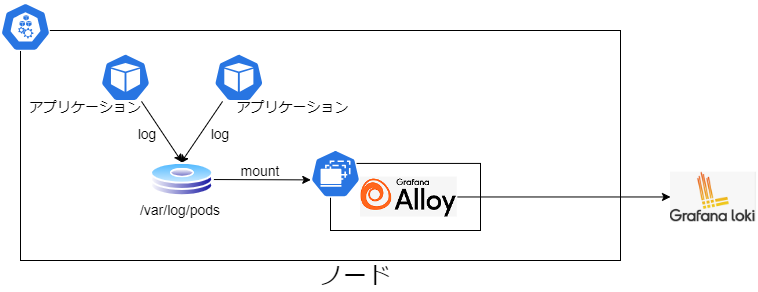 アプリケーション
アプリケーション
log
log
mount
/var/log/pods
Grafana
Alloy
Grafana loki
ノード